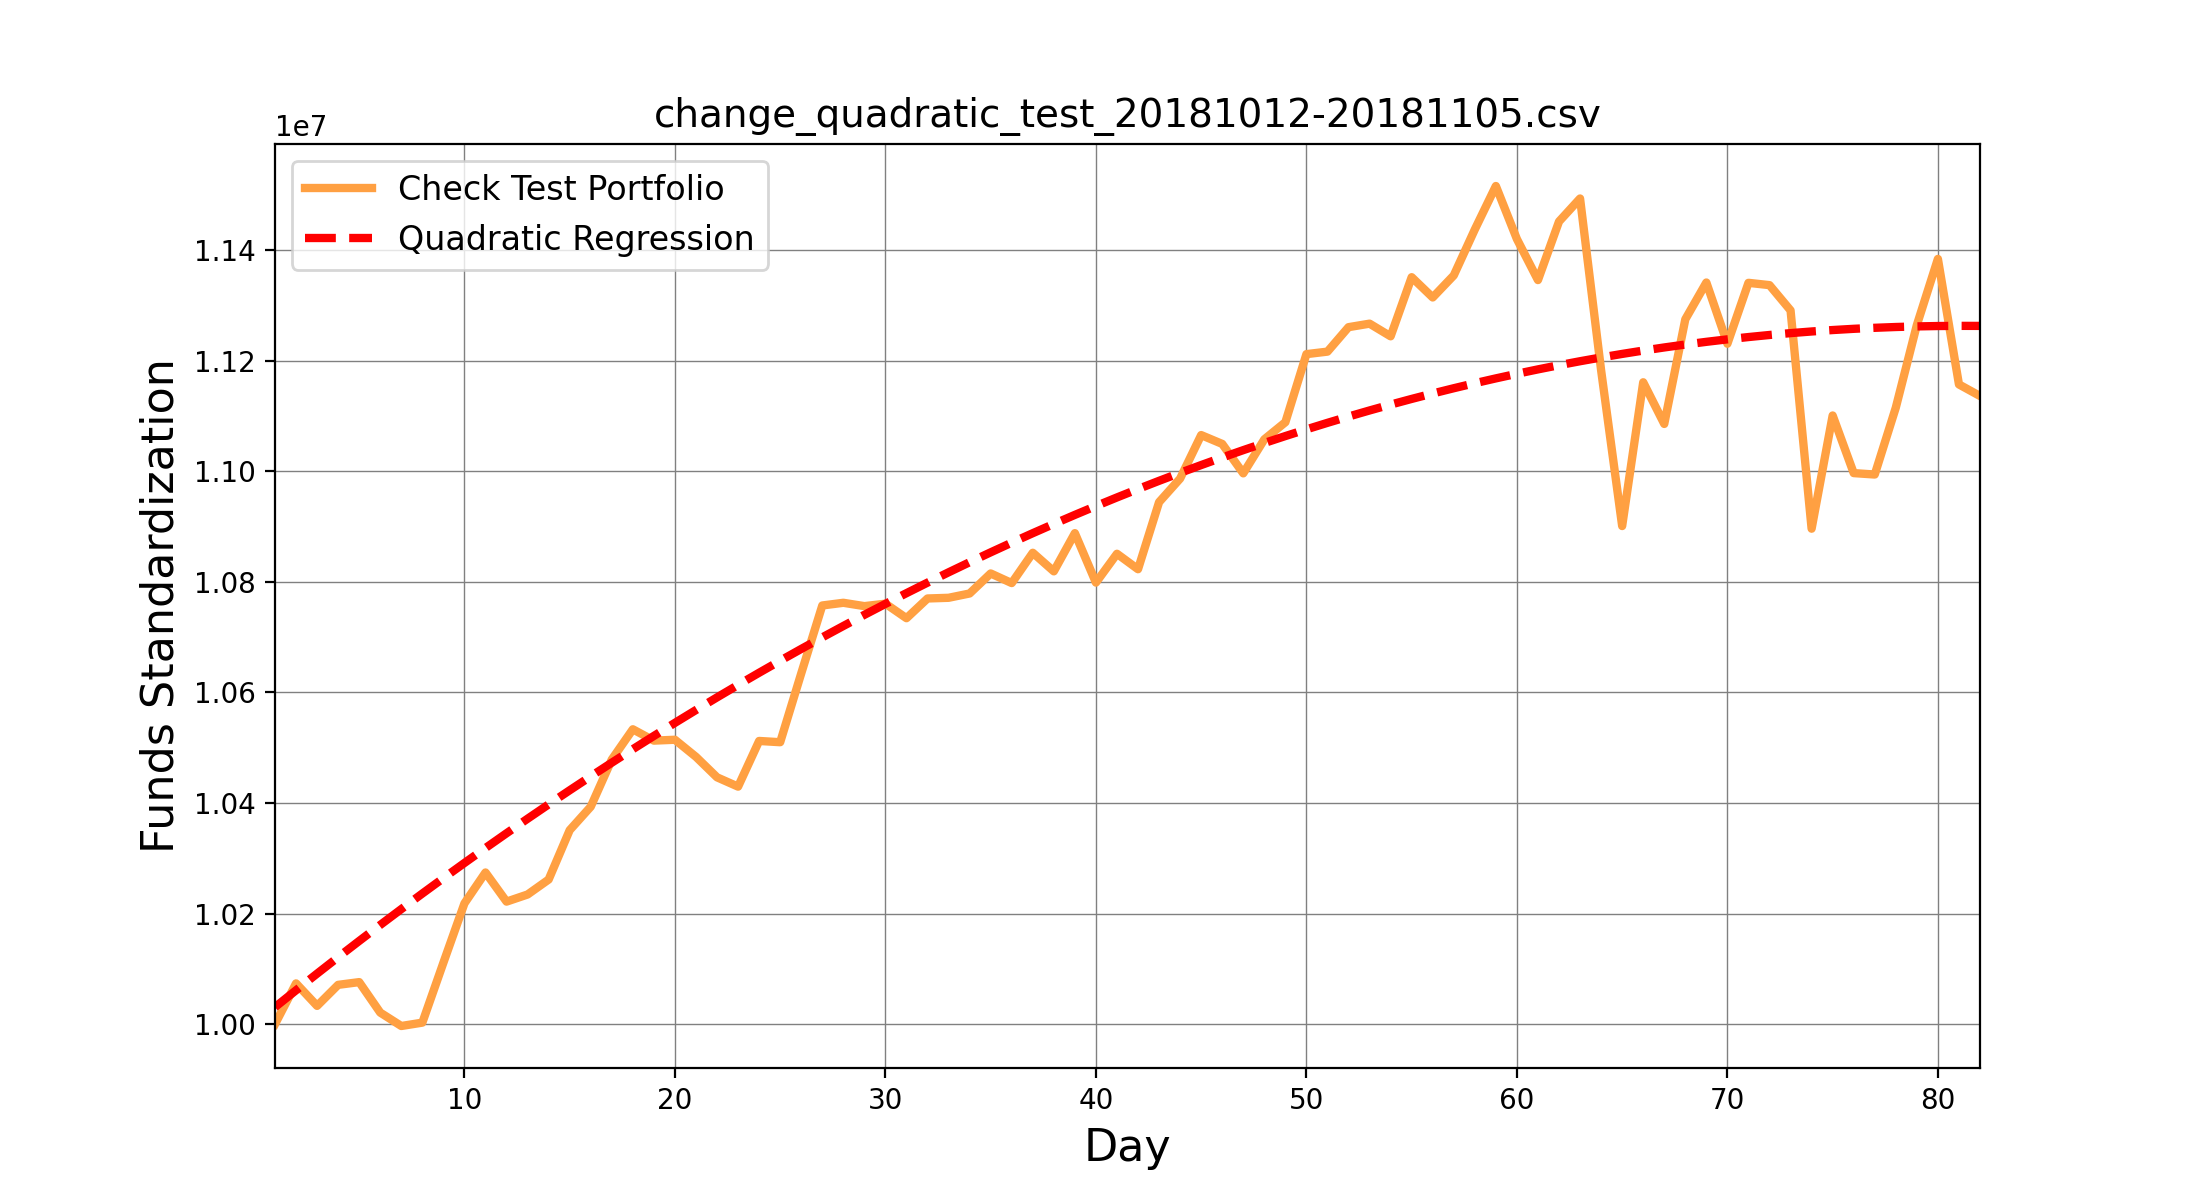 change_quadratic_test_20181012-20181105.csv
1e7
Check Test Portfolio
Quadratic Regression
Funds Standardization
1.14
1.12
1.10
1.08
1.06
1.04
1.02
1.00
10 20 30 40 50 60 70 80
Day